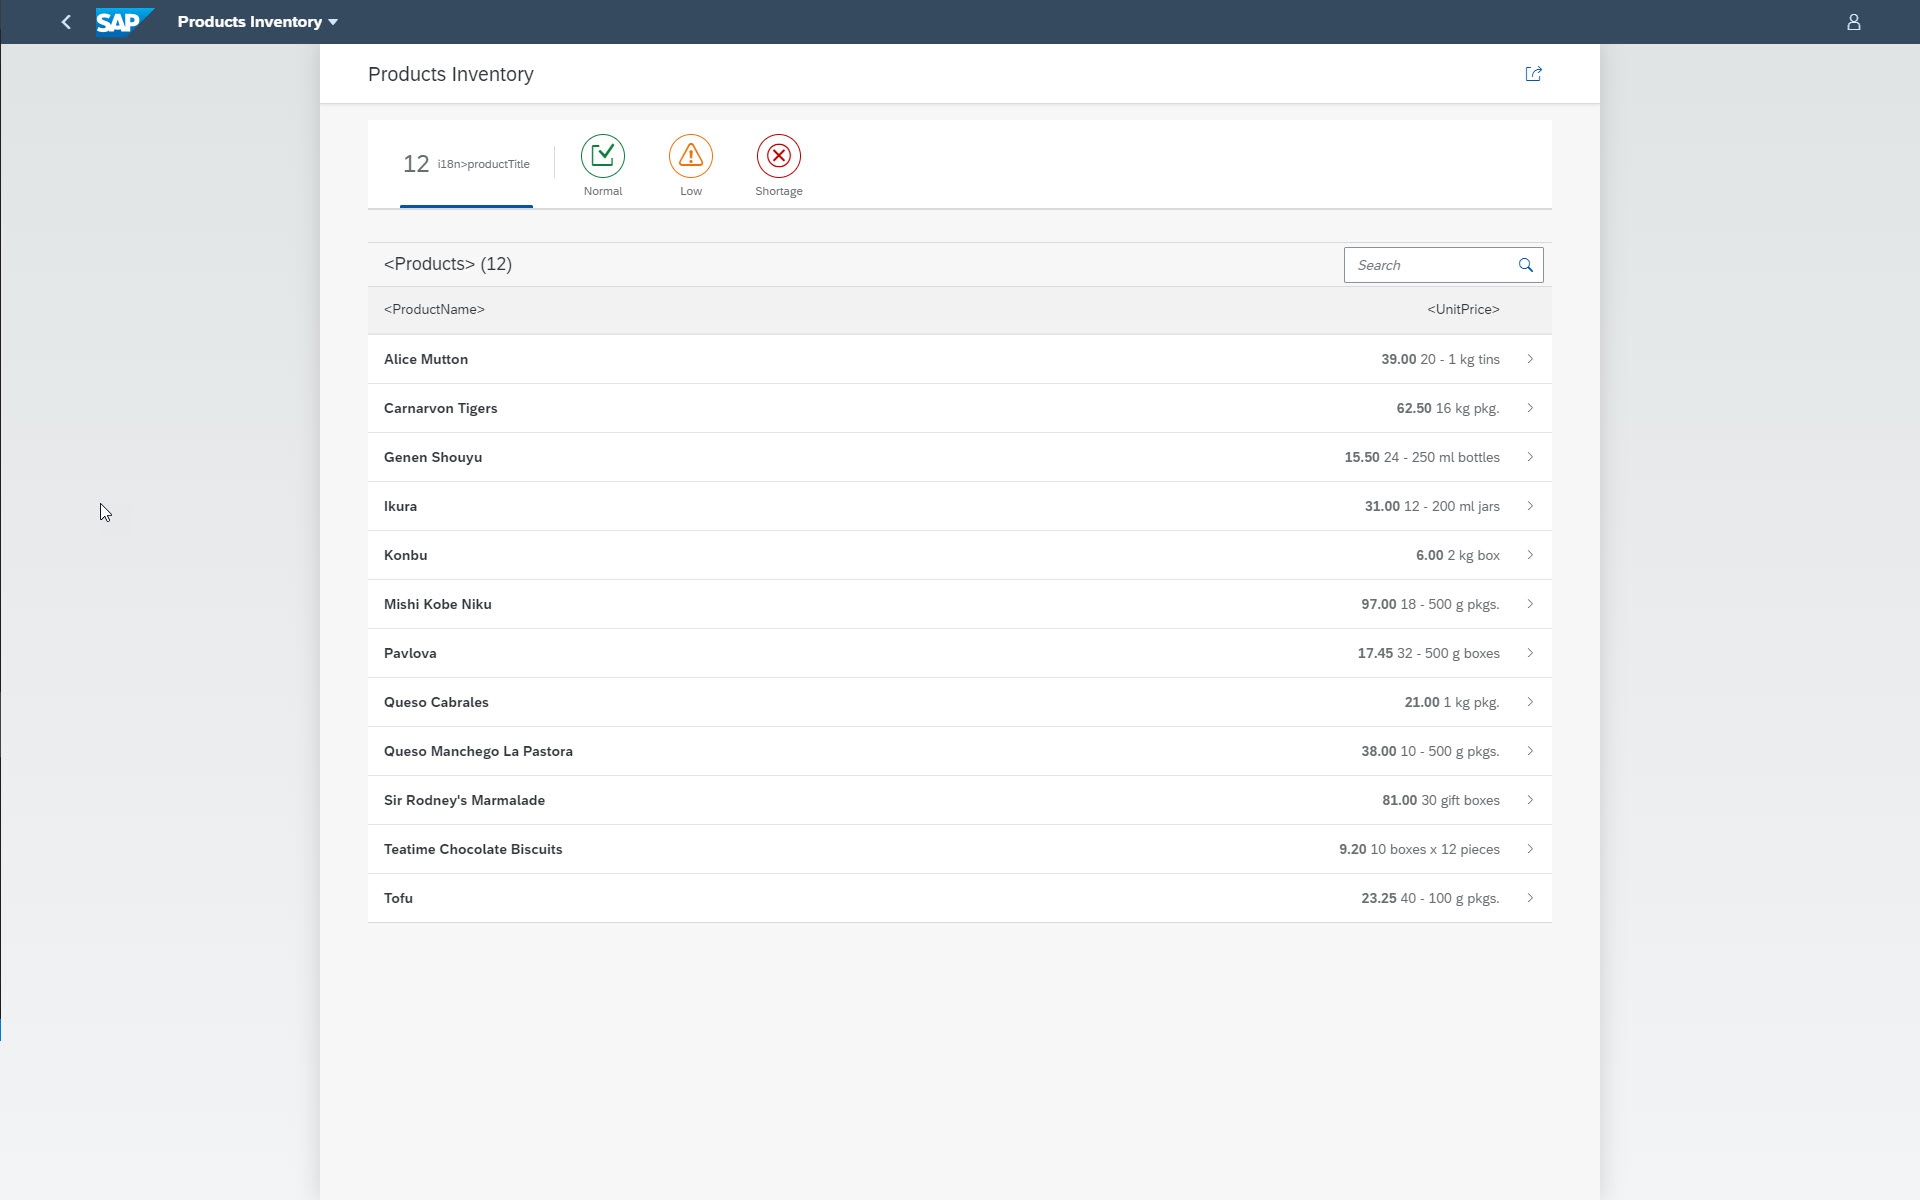 SAP Products Inventory
Products Inventory
12 i18n>productTitle
Normal
Low
Shortage
<Products> (12)
Search
<ProductName> <UnitPrice>
Alice Mutton 39.00 20 - 1 kg tins
Carnarvon Tigers 62.50 16 kg pkg.
Genen Shouyu 15.50 24 - 250 ml bottles
Ikura 31.00 12 - 200 ml jars
Konbu 6.00 2 kg box
Mishi Kobe Niku 97.00 18 - 500 g pkgs.
Pavlova 17.45 32 - 500 g boxes
Queso Cabrales 21.00 1 kg pkg.
Queso Manchego La Pastora 38.00 10 - 500 g pkgs.
Sir Rodney's Marmalade 81.00 30 gift boxes
Teatime Chocolate Biscuits 9.20 10 boxes x 12 pieces
Tofu 23.25 40 - 100 g pkgs.